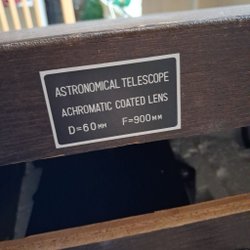 ASTRONOMICAL TELESCOPE
ACHROMATIC COATED LENS
D=60MM F=900MM